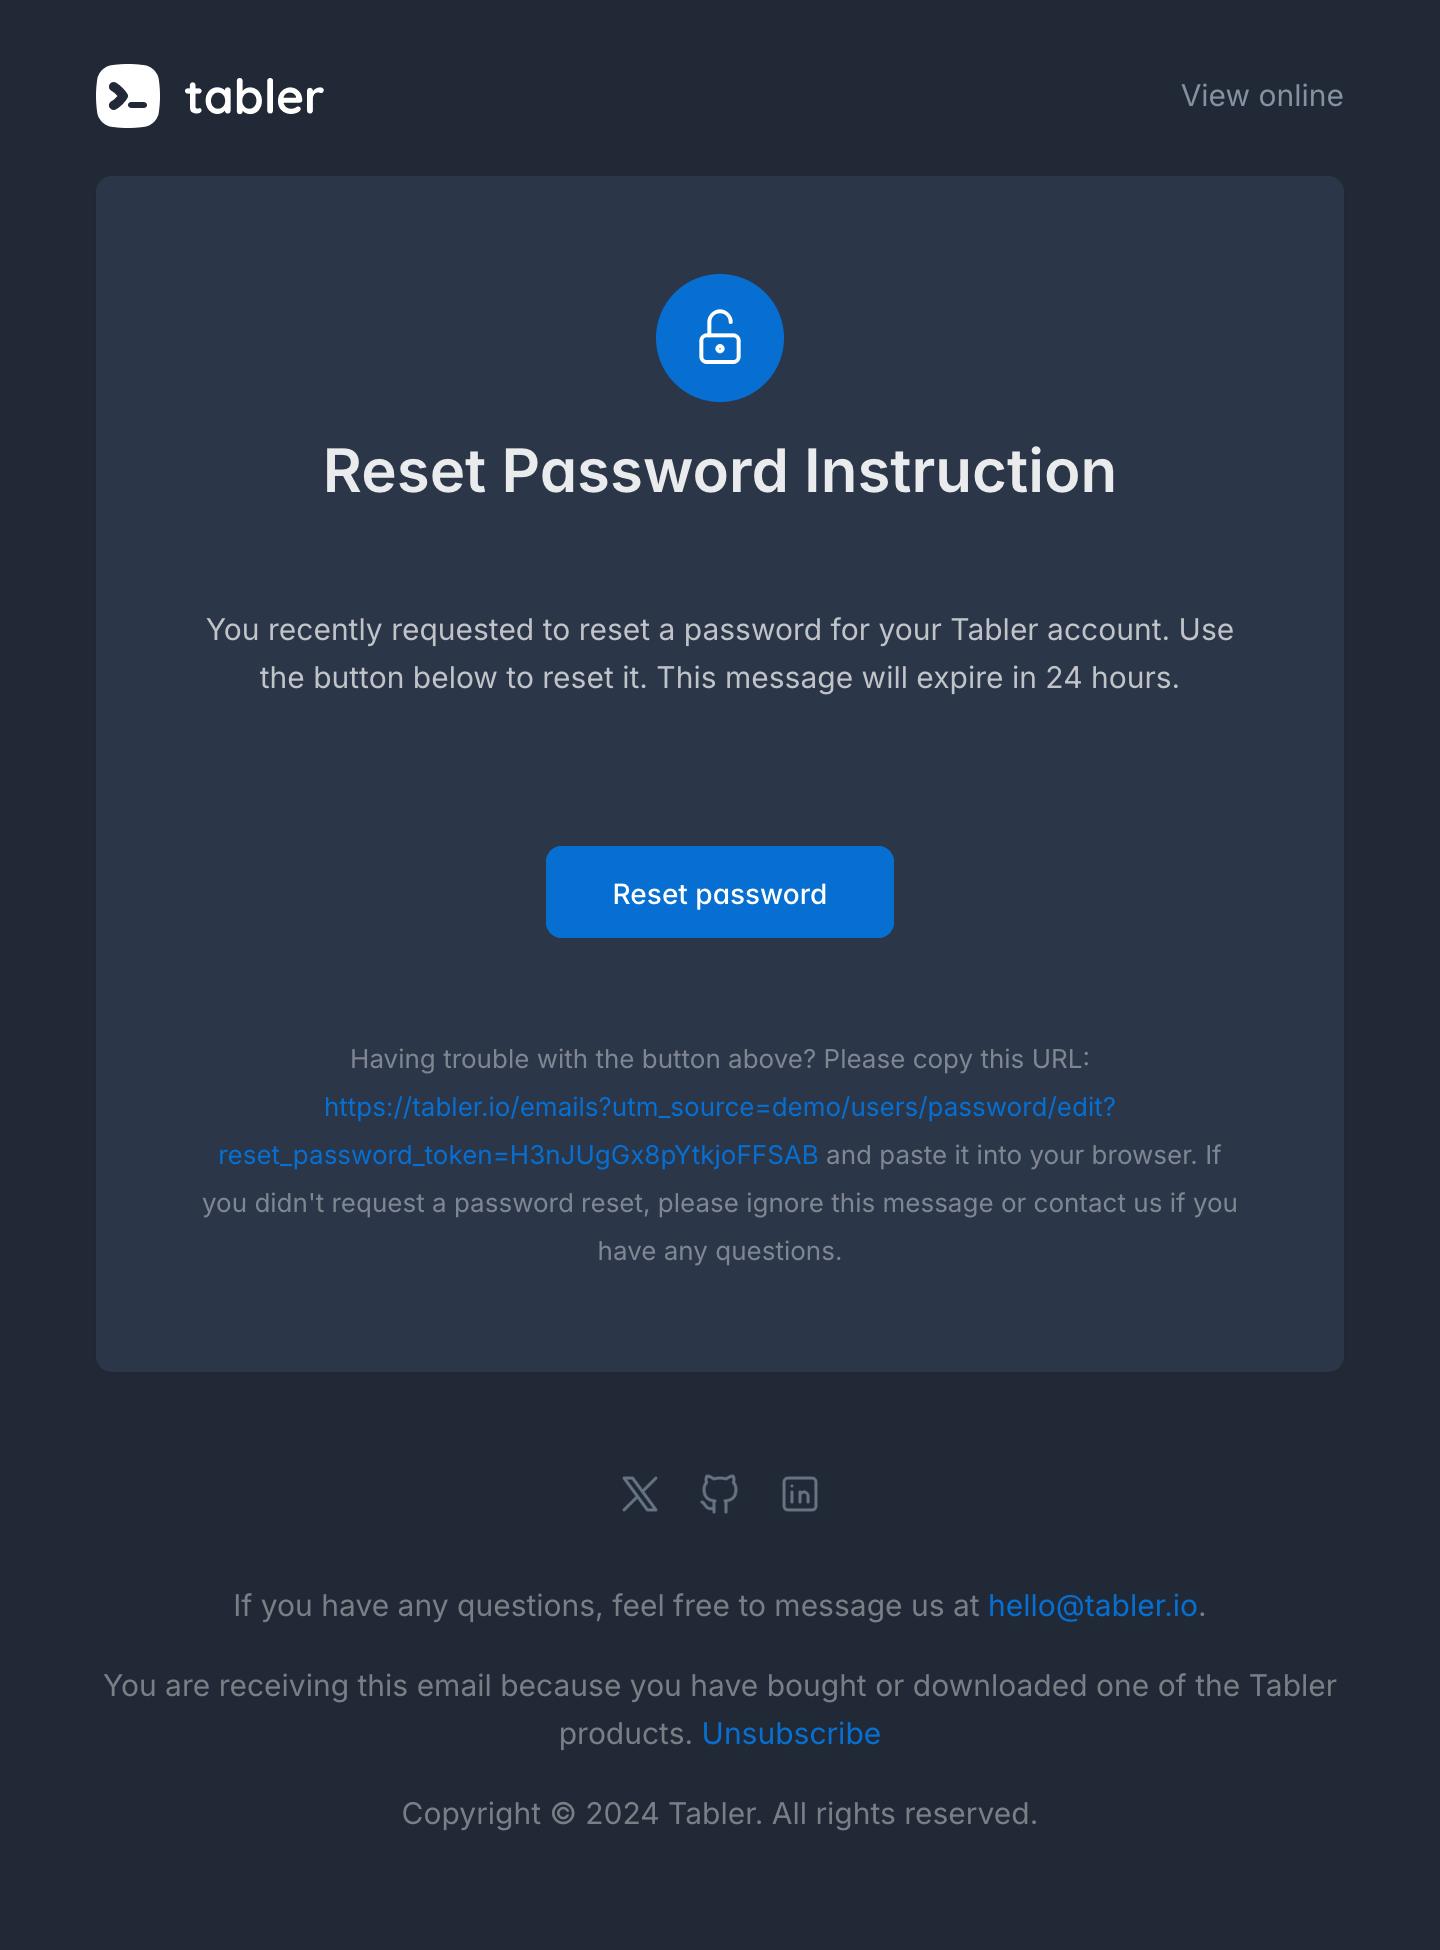 tabler
View online
Reset Password Instruction
You recently requested to reset a password for your Tabler account. Use
the button below to reset it. This message will expire in 24 hours.
Reset password
Having trouble with the button above? Please copy this URL:
https://tabler.io/emails?utm_source=demo/users/password/edit?
reset_password_token=H3nJUgGx8pYtkjoFFSAB and paste it into your browser. If
you didn't request a password reset, please ignore this message or contact us if you
have any questions.
If you have any questions, feel free to message us at hello@tabler.io.
You are receiving this email because you have bought or downloaded one of the Tabler
products. Unsubscribe
Copyright © 2024 Tabler. All rights reserved.